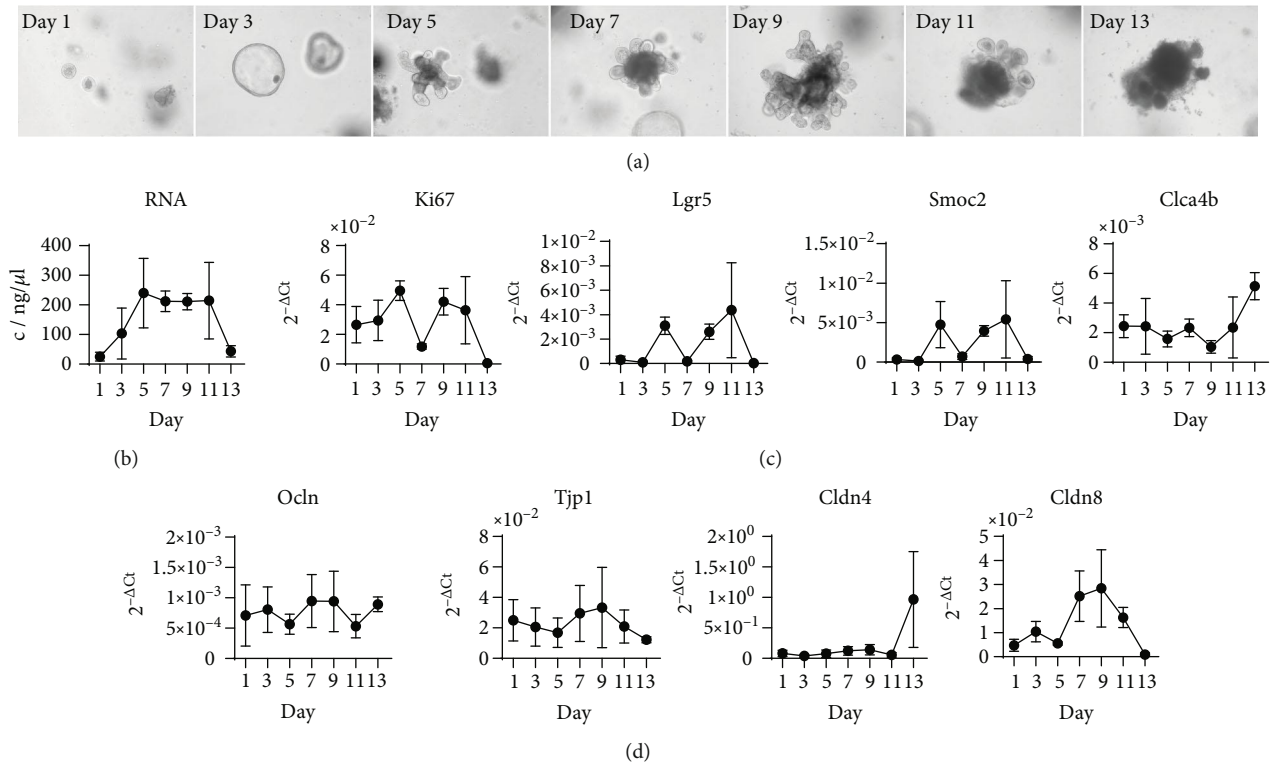 Day 1 Day 3 Day 5 Day 7 Day 9 Day 11 Day 13
(a)
RNA
400
300
200
100
0
c / ng/μl
1 3 5 7 9 11 13
Day
(b)
Ki67
×10⁻²
8
6
4
2
0
2^−ΔCt
1 3 5 7 9 11 13
Day
Lgr5
1×10⁻²
8×10⁻³
6×10⁻³
4×10⁻³
2×10⁻³
0
2^−ΔCt
1 3 5 7 9 11 13
Day
Smoc2
1.5×10⁻²
1×10⁻²
5×10⁻³
0
2^−ΔCt
1 3 5 7 9 11 13
Day
Clca4b
×10⁻³
8
6
4
2
0
2^−ΔCt
1 3 5 7 9 11 13
Day
(c)
Ocln
2×10⁻³
1.5×10⁻³
1×10⁻³
5×10⁻⁴
0
2^−ΔCt
1 3 5 7 9 11 13
Day
Tjp1
×10⁻²
8
6
4
2
0
2^−ΔCt
1 3 5 7 9 11 13
Day
Cldn4
2×10⁰
1.5×10⁰
1×10⁰
5×10⁻¹
0
2^−ΔCt
1 3 5 7 9 11 13
Day
Cldn8
×10⁻²
5
4
3
2
1
0
2^−ΔCt
1 3 5 7 9 11 13
Day
(d)